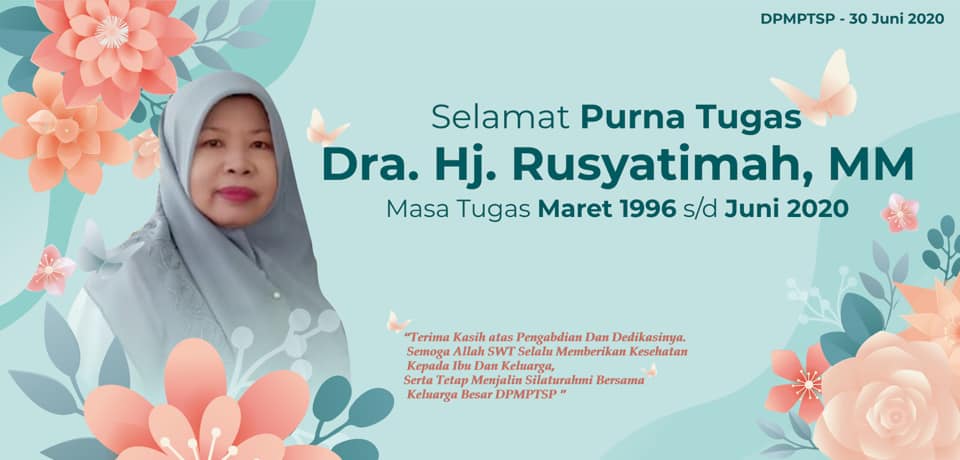 DPMPTSP - 30 Juni 2020
Selamat Purna Tugas
Dra. Hj. Rusyatimah, MM
Masa Tugas Maret 1996 s/d Juni 2020
"Terima Kasih atas Pengabdian Dan Dedikasinya.
Semoga Allah SWT Selalu Memberikan Kesehatan
Kepada Ibu Dan Keluarga,
Serta Tetap Menjalin Silaturahmi Bersama
Keluarga Besar DPMPTSP "